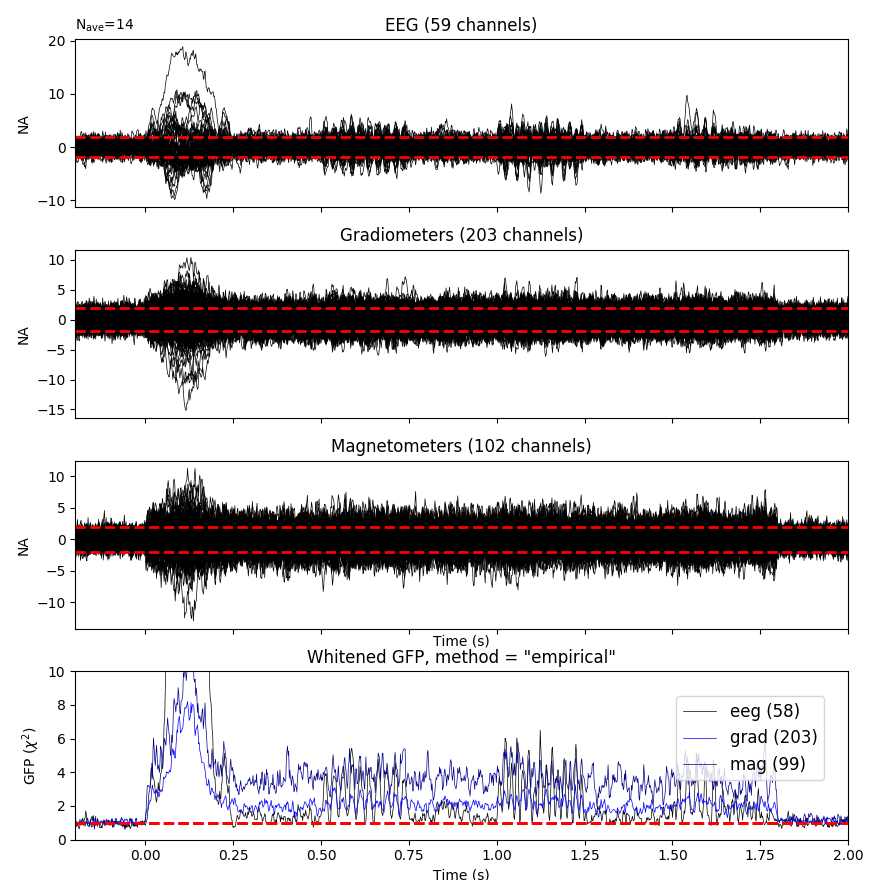 N_ave=14
EEG (59 channels)
20
10
0
−10
NA
Gradiometers (203 channels)
10
5
0
−5
−10
−15
NA
Magnetometers (102 channels)
10
5
0
−5
−10
NA
Time (s)
Whitened GFP, method = "empirical"
10
8
6
4
2
0
GFP (χ²)
eeg (58)
grad (203)
mag (99)
0.00 0.25 0.50 0.75 1.00 1.25 1.50 1.75 2.00
Time (s)